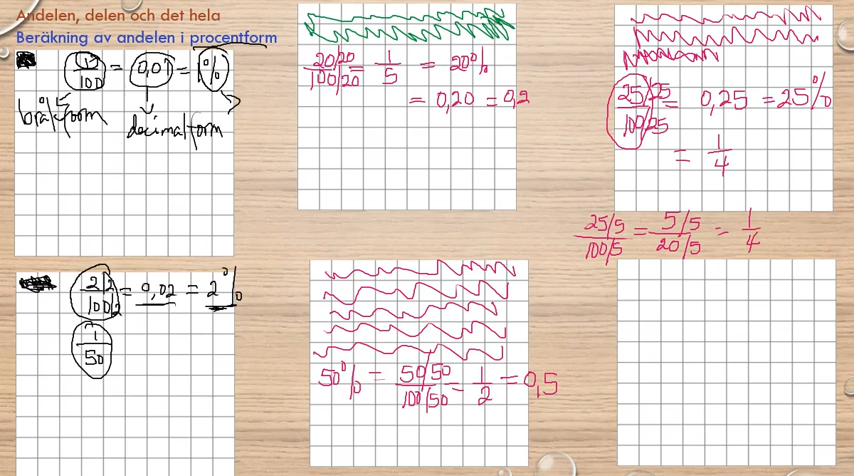 Andelen, delen och det hela
Beräkning av andelen i procentform
1/100 = 0,01 = 1%
bråkform
decimalform
20/20 / 100/20 = 1/5 = 20%
= 0,20 = 0,2
25/25 / 100/25 = 0,25 = 25%
= 1/4
25/5 / 100/5 = 5/5 / 20/5 = 1/4
2/2 / 100/2 = 0,02 = 2%
1/50
50% = 50/50 / 100/50 = 1/2 = 0,5